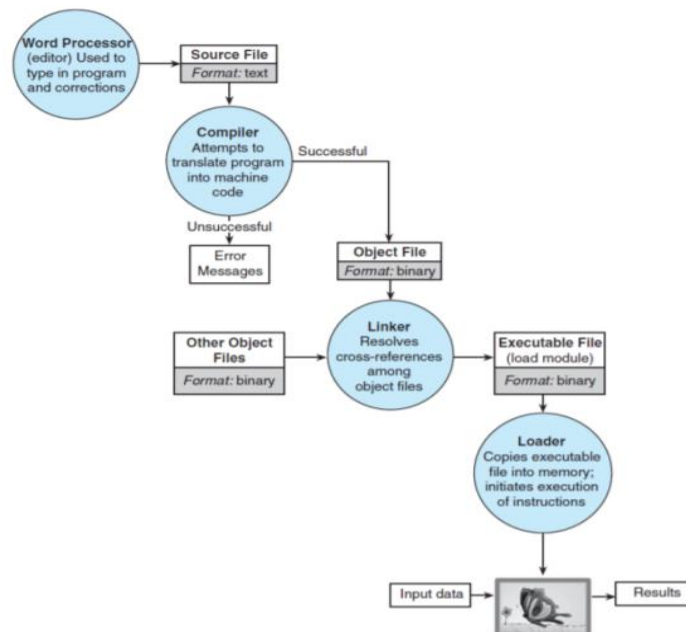 Word Processor
(editor) Used to
type in program
and corrections
Source File
Format: text
Compiler
Attempts to
translate program
into machine
code
Successful
Unsuccessful
Error
Messages
Object File
Format: binary
Other Object
Files
Format: binary
Linker
Resolves
cross-references
among
object files
Executable File
(load module)
Format: binary
Loader
Copies executable
file into memory;
initiates execution
of instructions
Input data
Results